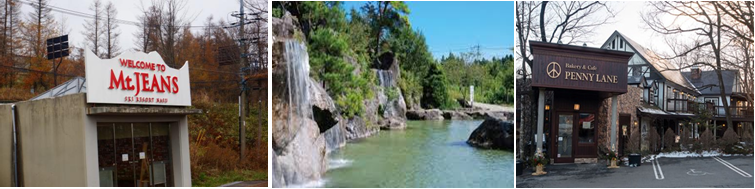 WELCOME TO
MT.JEANS
Bakery & Café
PENNY LANE